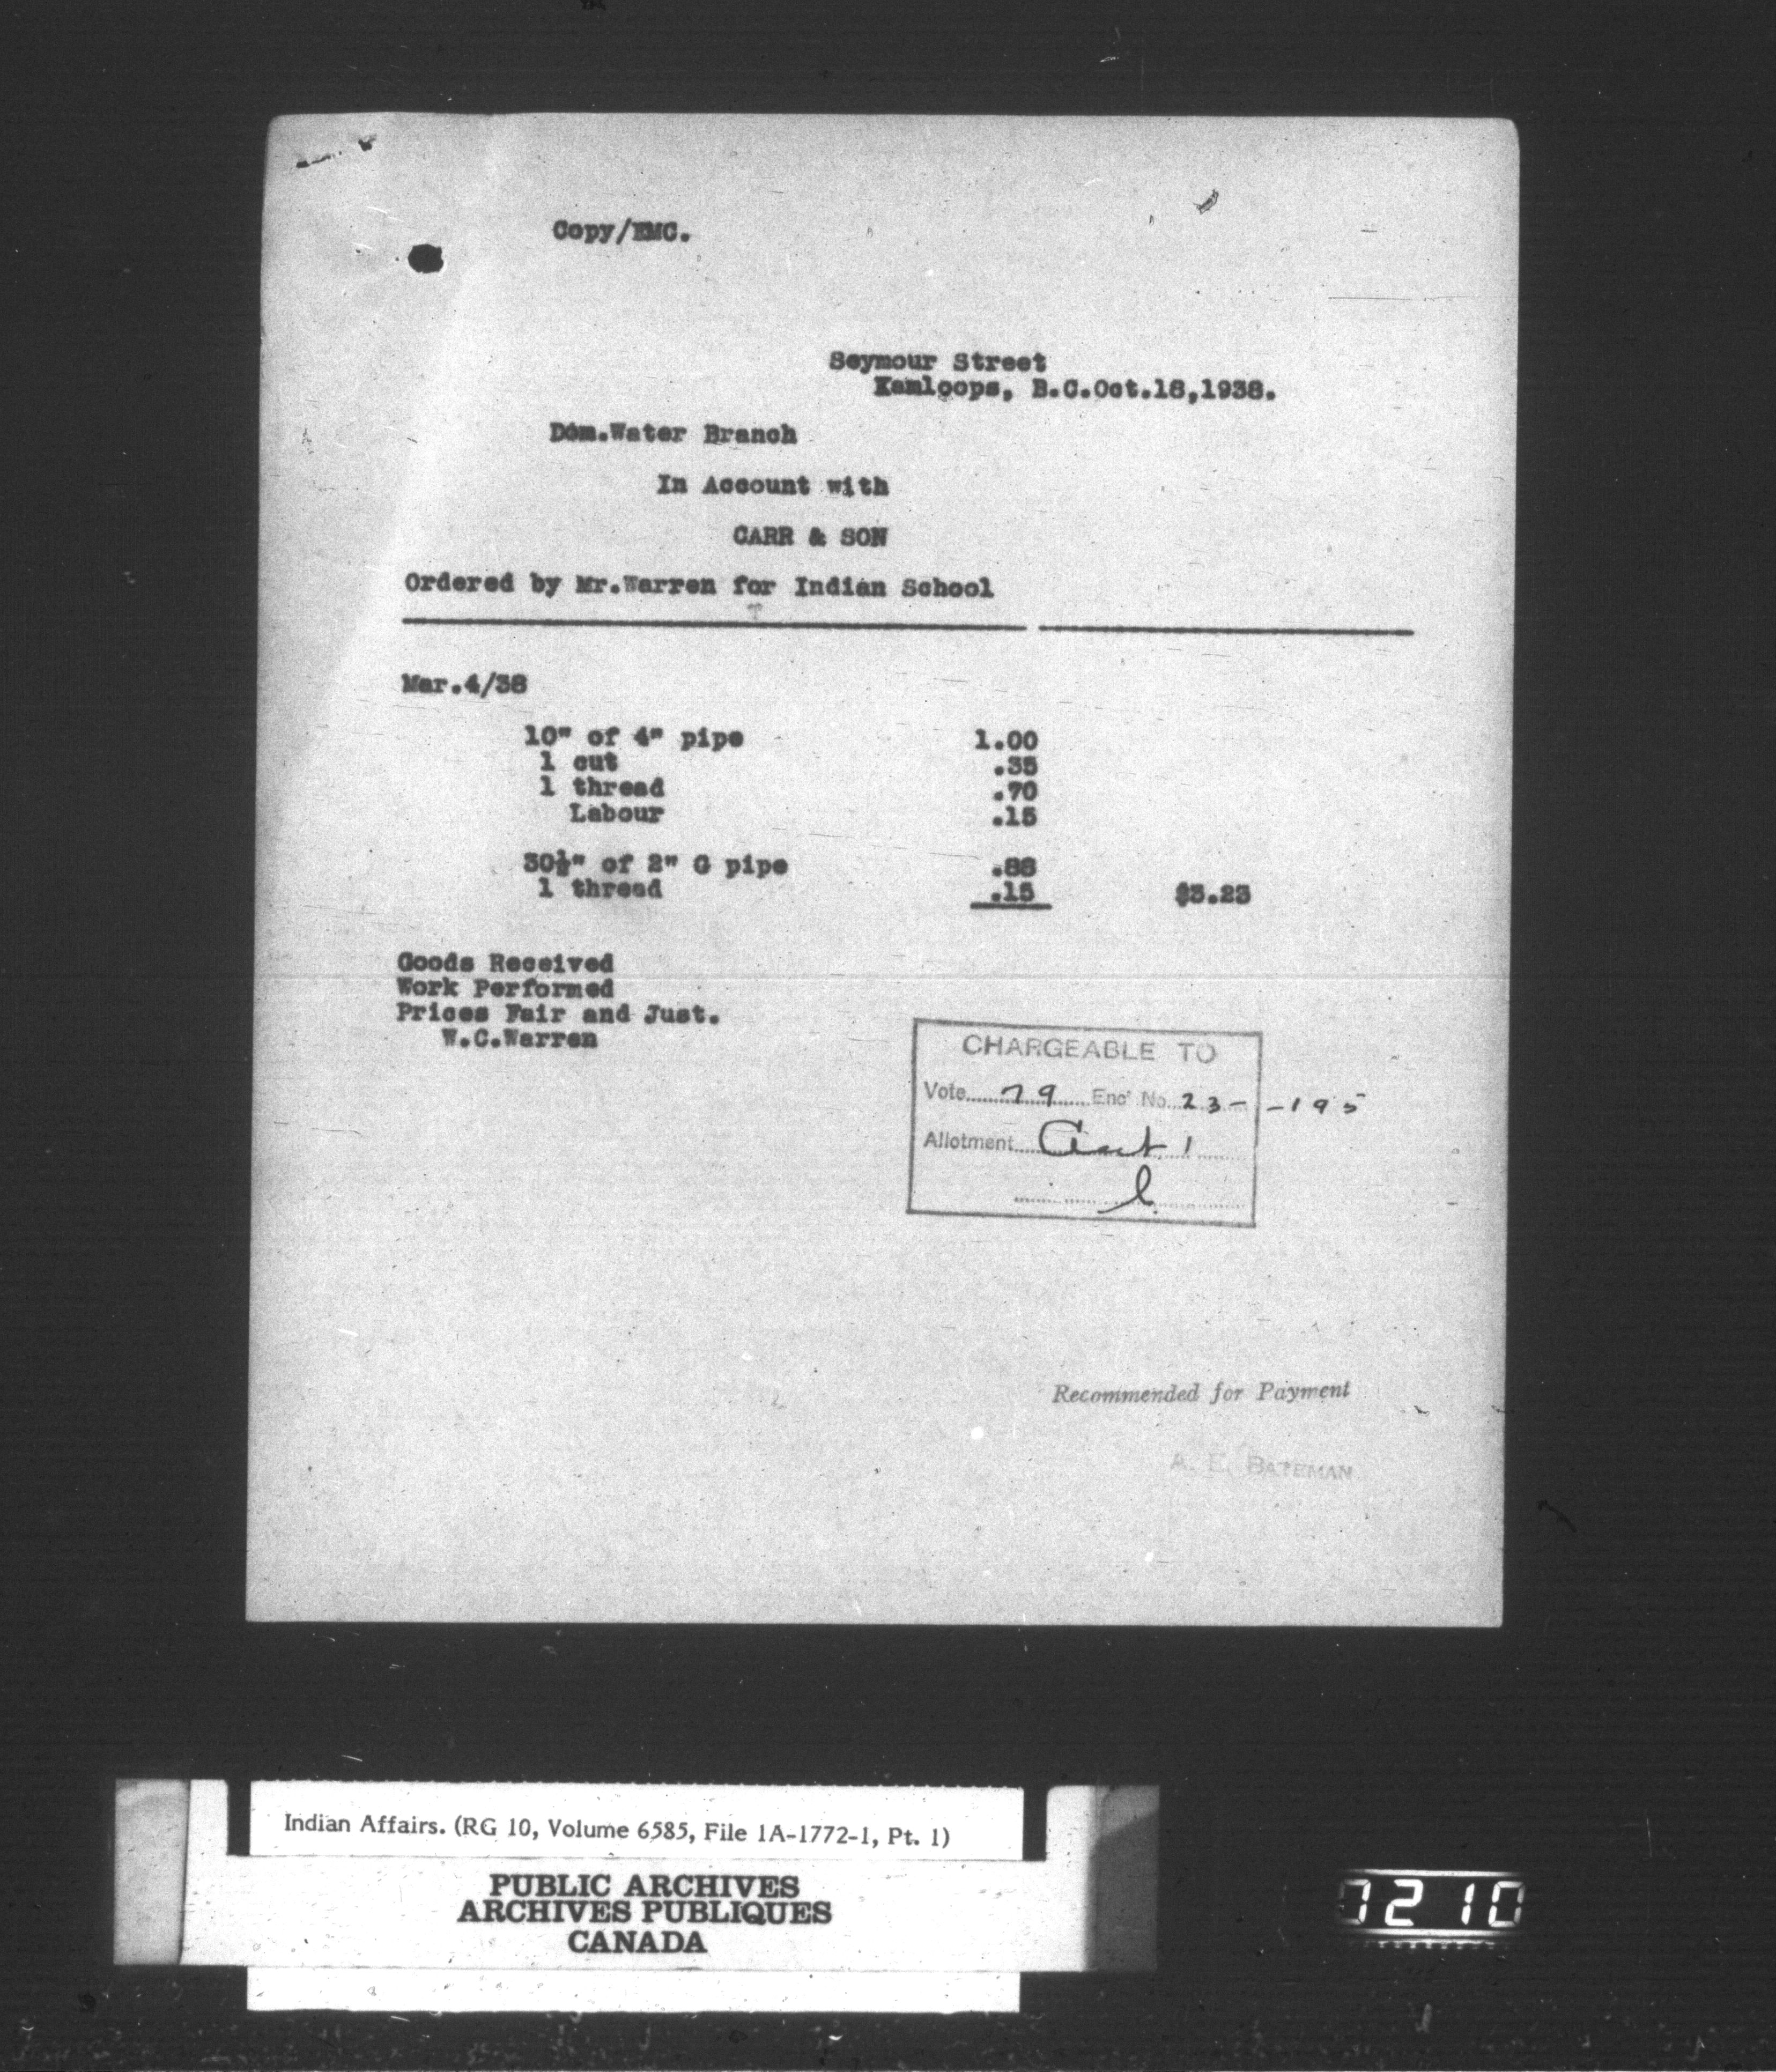 Copy/EMC.
Seymour Street
Kamloops, B.C.Oct.18,1938.
Dom.Water Branch
In Account with
CARR & SON
Ordered by Mr.Warren for Indian School
Mar.4/38
10" of 4" pipe 1.00
1 cut .35
1 thread .70
Labour .15
30½" of 2" G pipe .88
1 thread .15 $3.23
Goods Received
Work Performed
Prices Fair and Just.
W.C.Warren
CHARGEABLE TO
Vote 79 Enc' No. 23- -195
Allotment 1
Recommended for Payment
A. E. BATEMAN
Indian Affairs. (RG 10, Volume 6585, File 1A-1772-1, Pt. 1)
PUBLIC ARCHIVES
ARCHIVES PUBLIQUES
CANADA
7210